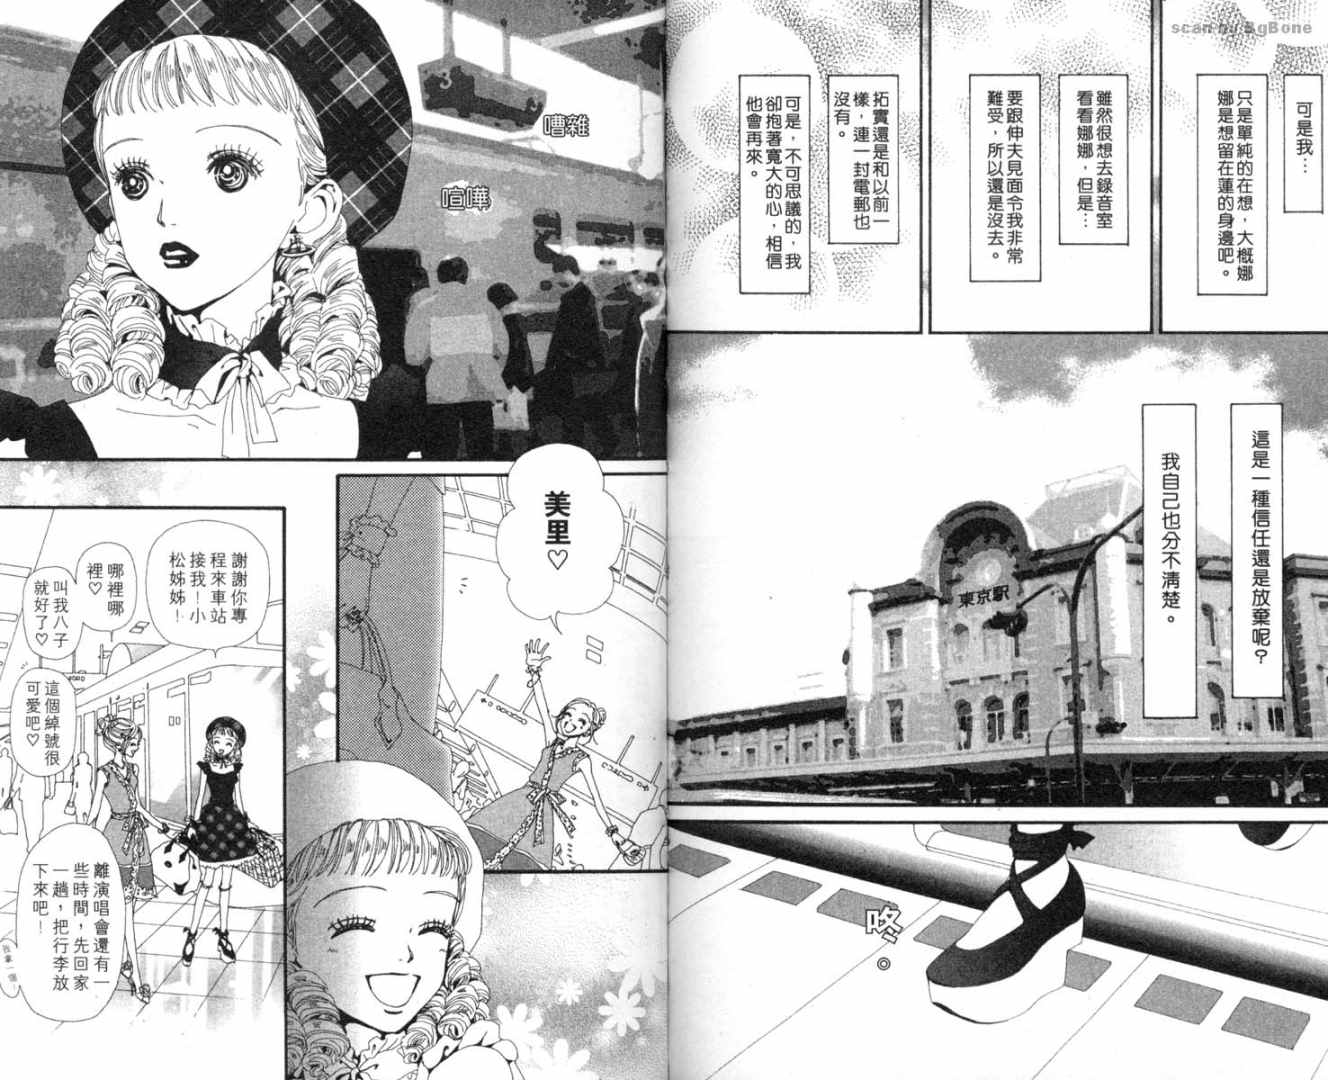 scan by BgBone
可是我…
只是單純的在想，大概娜
娜是想留在蓮的身邊吧。
雖然很想去錄音室
看看娜娜，但是…
要跟伸夫見面令我非常
難受，所以還是沒去。
拓實還是和以前一
樣，連一封電郵也
沒有。
可是，不可思議的，我
卻抱著寬大的心，相信
他會再來。
這是一種信任還是放棄呢？
我自己也分不清楚。
東京駅
咚。
嘈雜
喧嘩
美里♡
謝謝你專
程來車站
接我！小
松姊姊！
哪裡哪
裡♡
叫我八子
就好了♡
這個綽號很
可愛吧♡
離演唱會還有一
些時間，先回家
一趟，把行李放
下來吧！
我拿一個